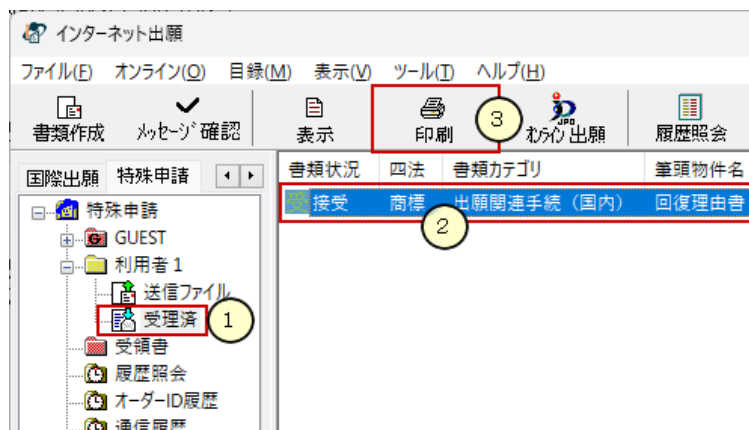 インターネット出願
ファイル(F) オンライン(O) 目録(M) 表示(V) ツール(T) ヘルプ(H)
書類作成 メッセージ確認 表示 印刷 3 オンライン出願 履歴照会
国際出願 特殊申請
書類状況 四法 書類カテゴリ 筆頭物件名
受 接受 商標 出願関連手続（国内） 回復理由書
2
特殊申請
GUEST
利用者1
送信ファイル
受理済 1
受領書
履歴照会
オーダーID履歴
通信履歴